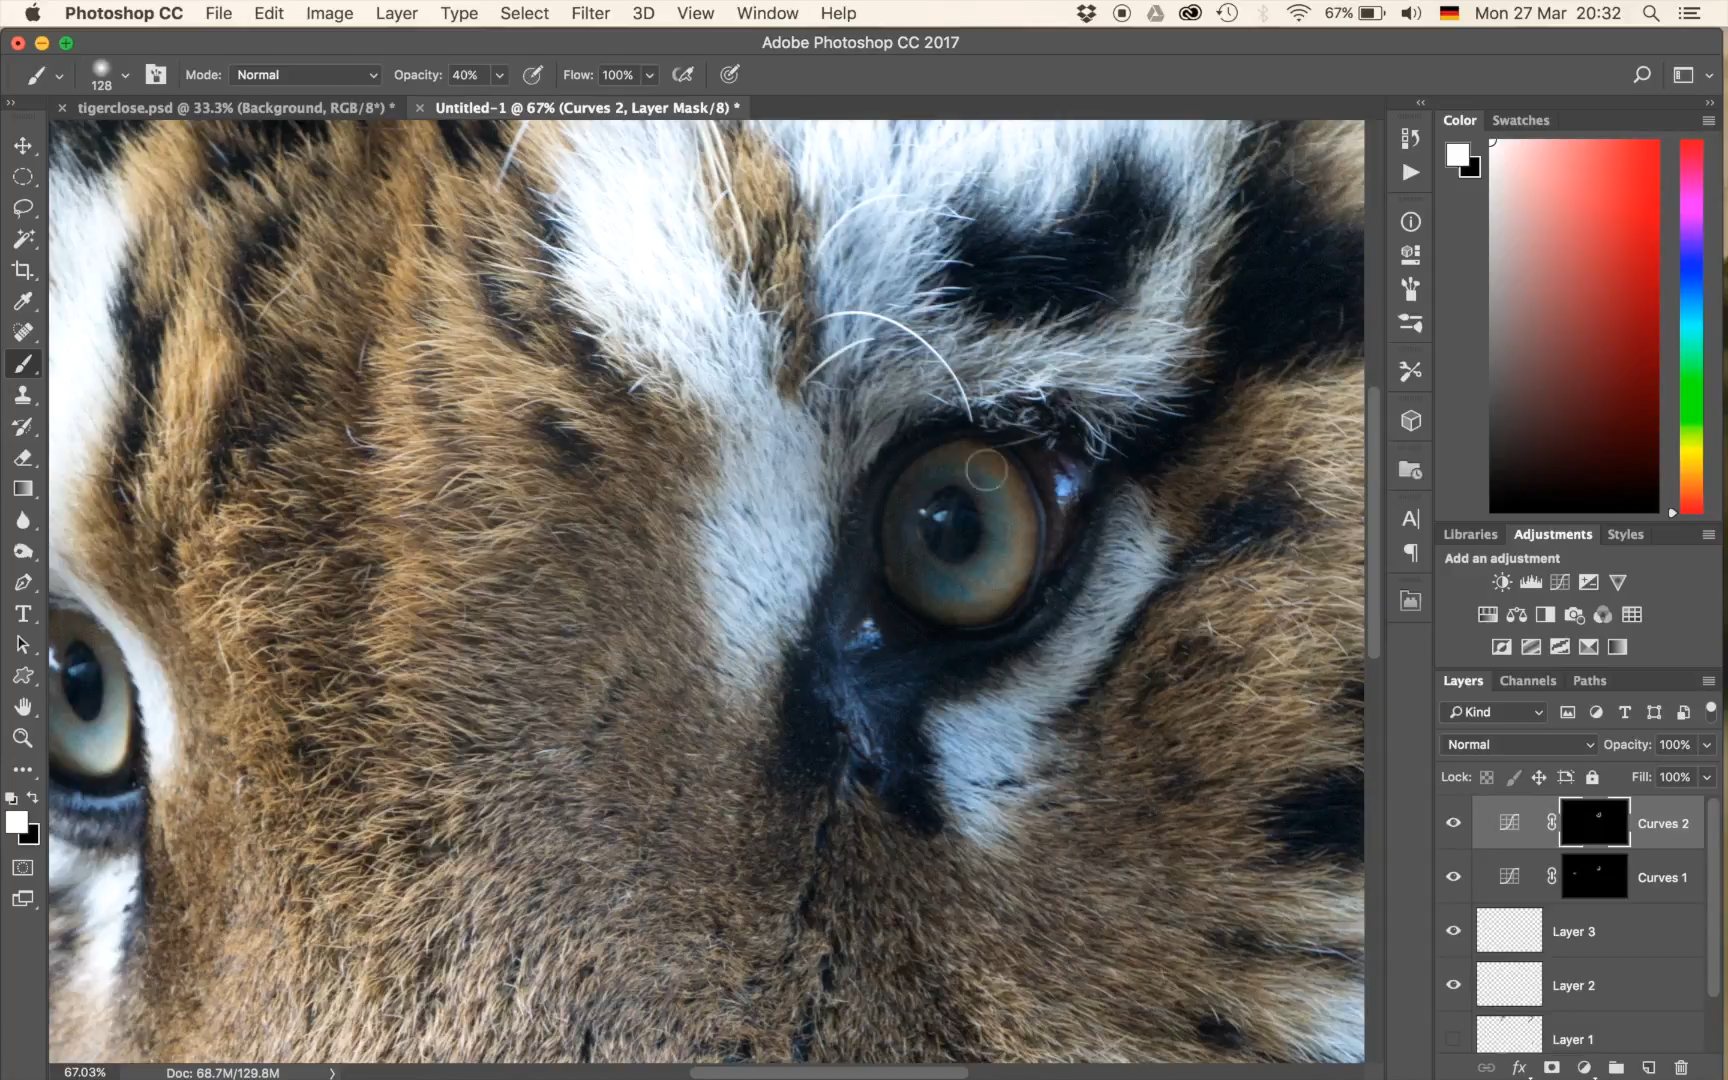 Photoshop CC File Edit Image Layer Type Select Filter 3D View Window Help 67% Mon 27 Mar 20:32
Adobe Photoshop CC 2017
128 Mode: Normal Opacity: 40% Flow: 100%
tigerclose.psd @ 33.3% (Background, RGB/8*) * Untitled-1 @ 67% (Curves 2, Layer Mask/8) *
Color Swatches
Libraries Adjustments Styles
Add an adjustment
Layers Channels Paths
Kind
Normal Opacity: 100%
Lock: Fill: 100%
Curves 2
Curves 1
Layer 3
Layer 2
Layer 1
67.03% Doc: 68.7M/129.8M